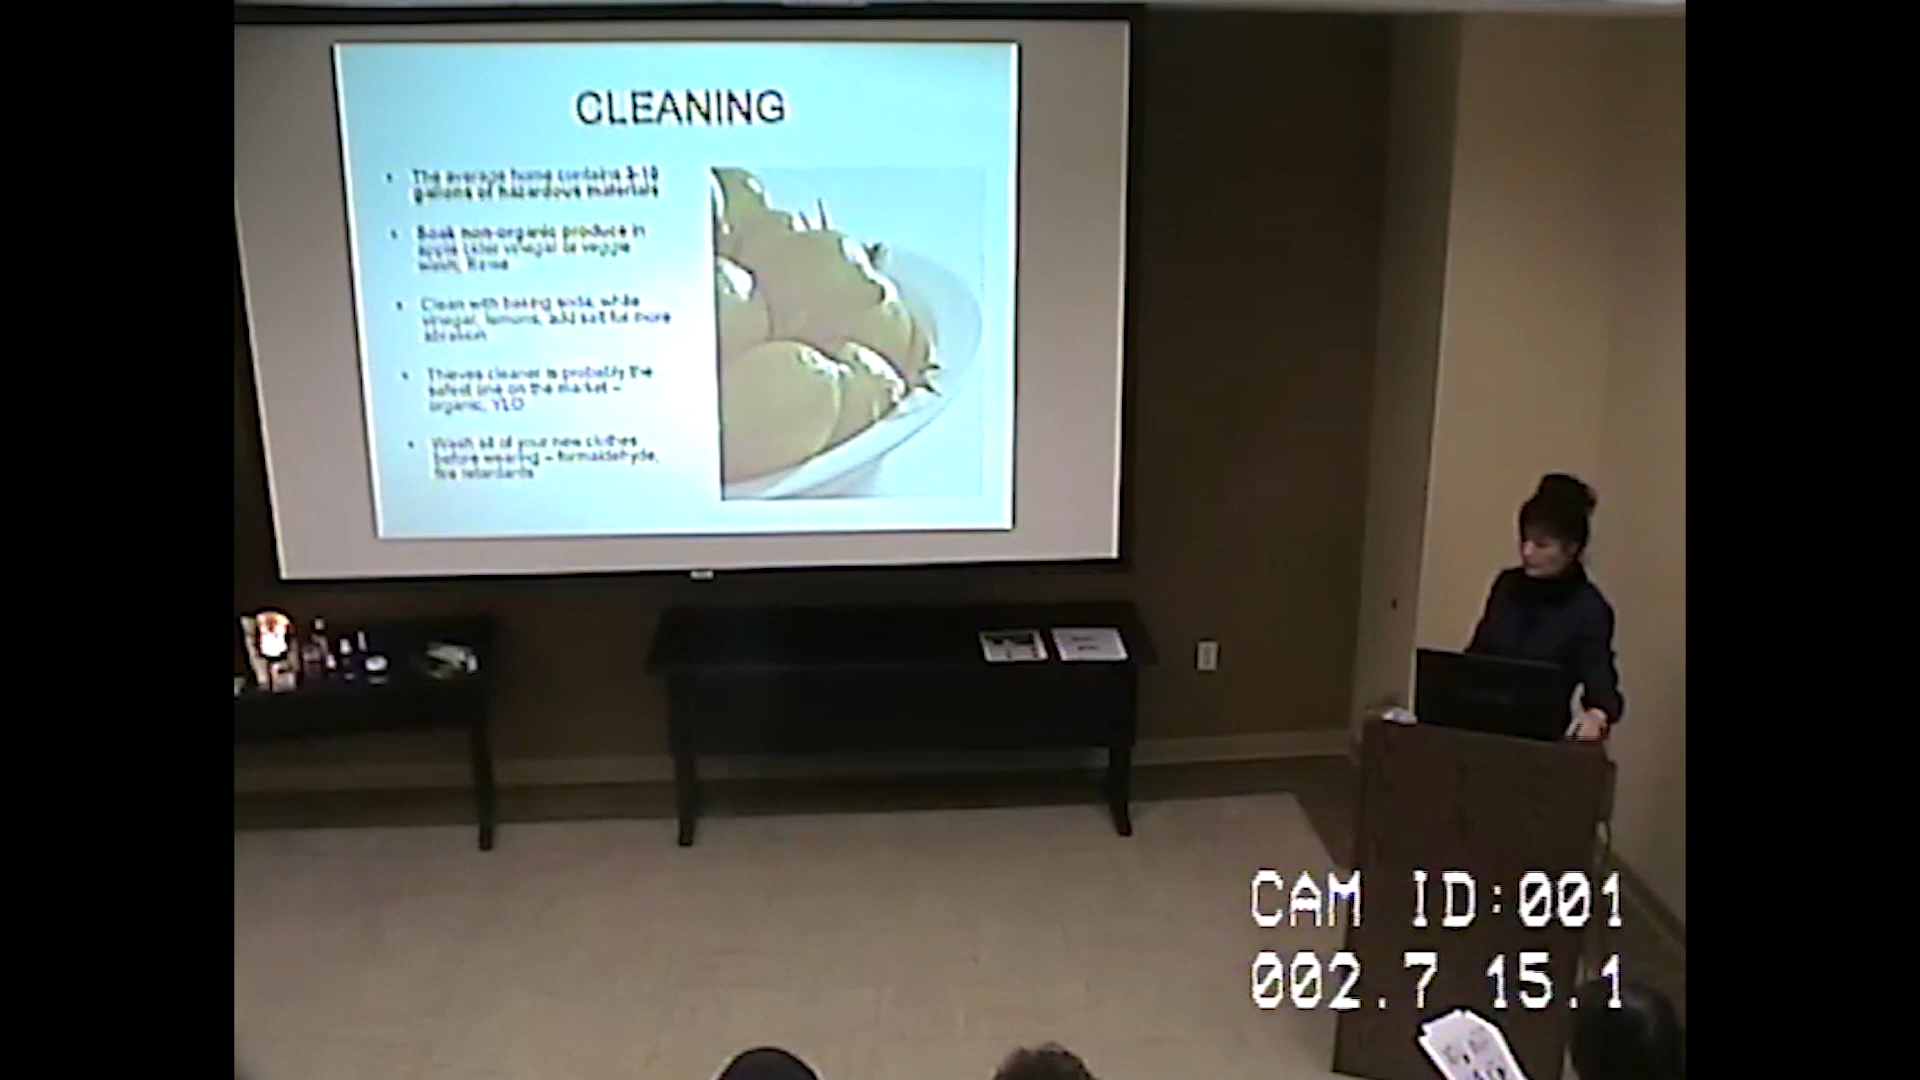 CLEANING
• The average home contains 3-10
gallons of hazardous materials
• Soak non-organic produce in
apple cider vinegar or veggie
wash, Rinse
• Clean with baking soda, white
vinegar, lemons, add salt for more
abrasion
• Thieves cleaner is probably the
safest one on the market –
organic, YLO
• Wash all of your new clothes
before wearing – formaldehyde,
fire retardants
CAM ID:001
002.7 15.1